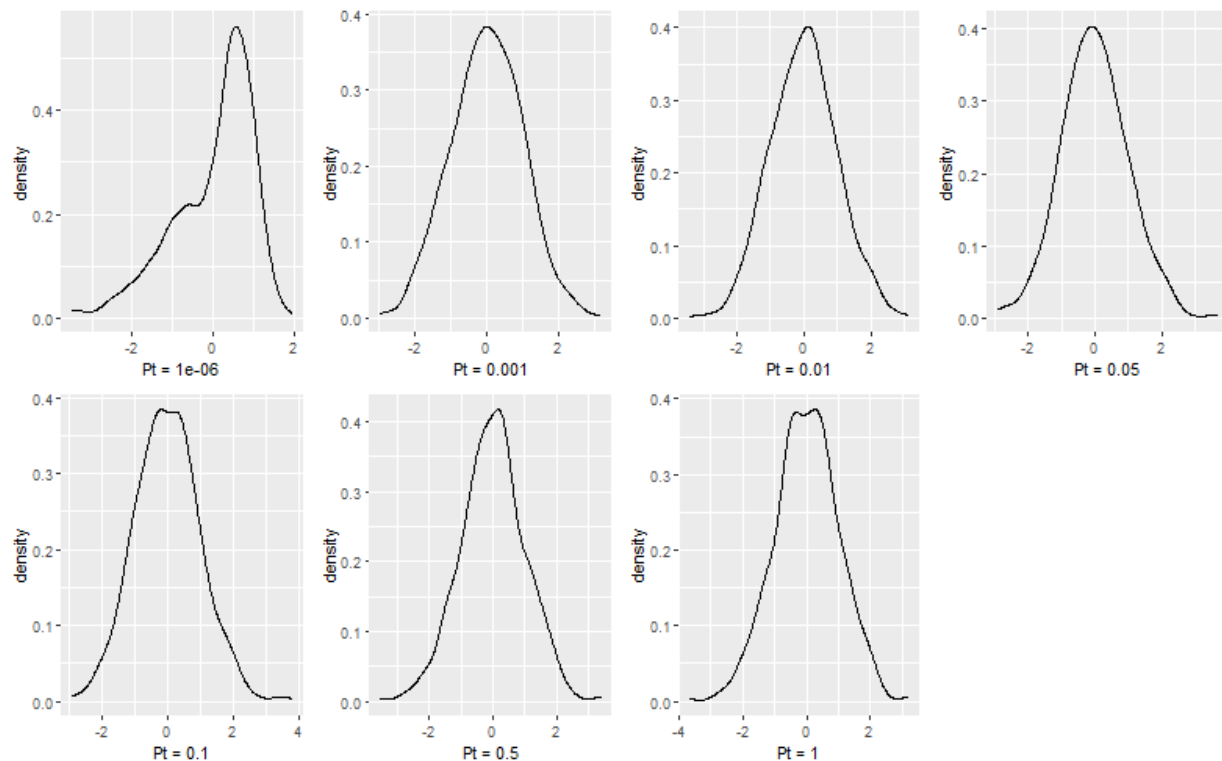 0.4
0.2
0.0
density
-2 0 2
Pt = 1e-06
0.4
0.3
0.2
0.1
0.0
density
-2 0 2
Pt = 0.001
0.4
0.3
0.2
0.1
0.0
density
-2 0 2
Pt = 0.01
0.4
0.3
0.2
0.1
0.0
density
-2 0 2
Pt = 0.05
0.4
0.3
0.2
0.1
0.0
density
-2 0 2 4
Pt = 0.1
0.4
0.3
0.2
0.1
0.0
density
-2 0 2
Pt = 0.5
0.4
0.3
0.2
0.1
0.0
density
-4 -2 0 2
Pt = 1